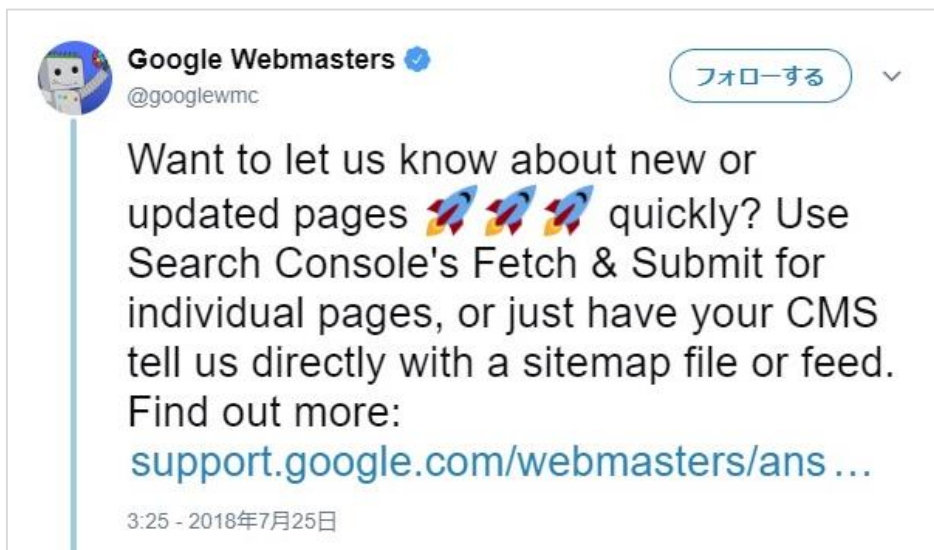 Google Webmasters
@googlewmc
フォローする
Want to let us know about new or
updated pages 🚀🚀🚀 quickly? Use
Search Console's Fetch & Submit for
individual pages, or just have your CMS
tell us directly with a sitemap file or feed.
Find out more:
support.google.com/webmasters/ans…
3:25 - 2018年7月25日